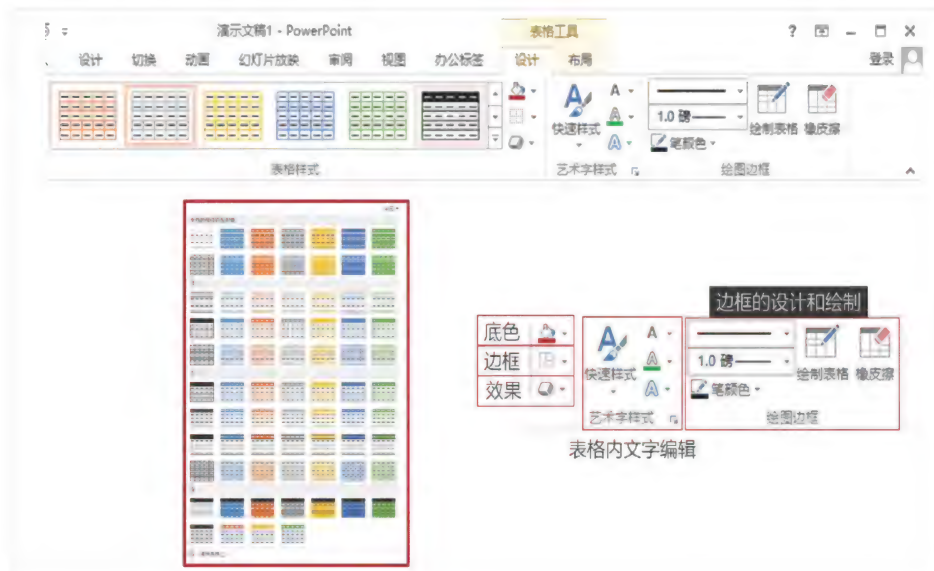 演示文稿1 - PowerPoint
表格工具
?
设计 切换 动画 幻灯片放映 审阅 视图 办公标签 设计 布局 登录
快速样式
A
1.0 磅
笔颜色
绘制表格 橡皮擦
表格样式 艺术字样式 绘图边框
边框的设计和绘制
底色
边框
效果
快速样式
A
1.0 磅
笔颜色
绘制表格 橡皮擦
艺术字样式 绘图边框
表格内文字编辑